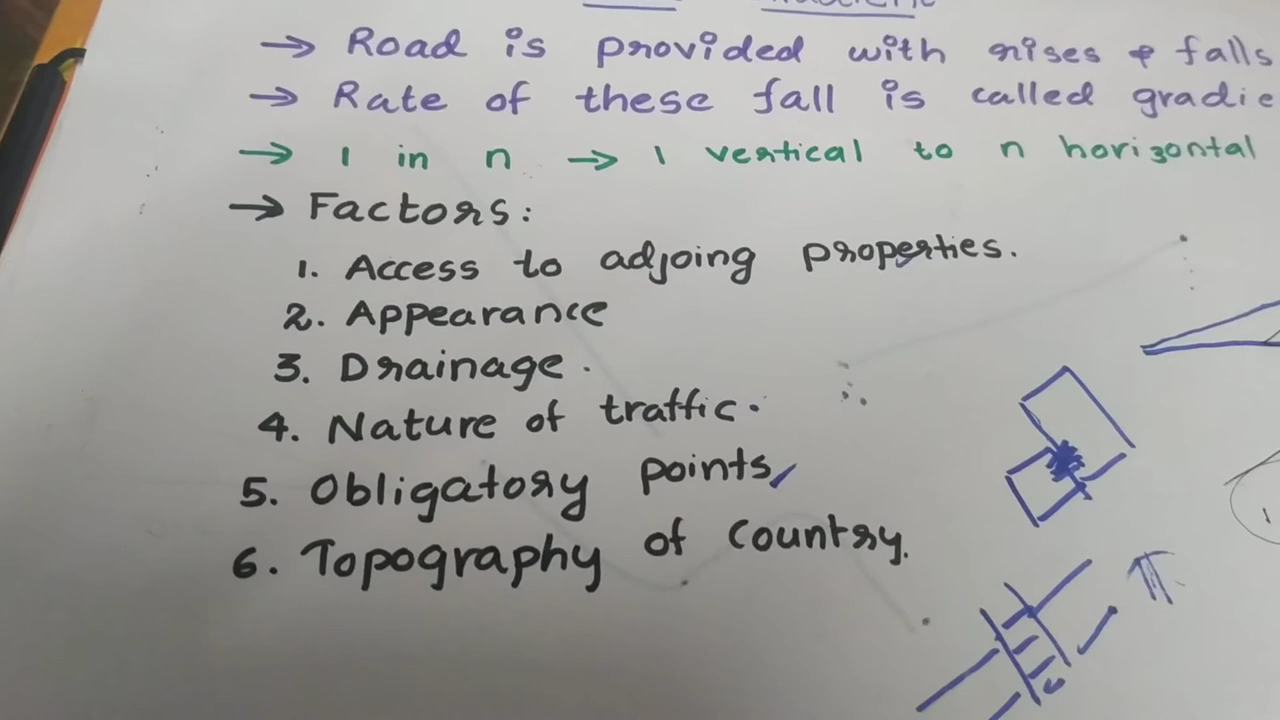 → Road is provided with rises & falls
→ Rate of these fall is called gradie
→ 1 in n → 1 vertical to n horizontal
→ Factors:
1. Access to adjoing properties.
2. Appearance
3. Drainage.
4. Nature of traffic.
5. Obligatory points
6. Topography of country.